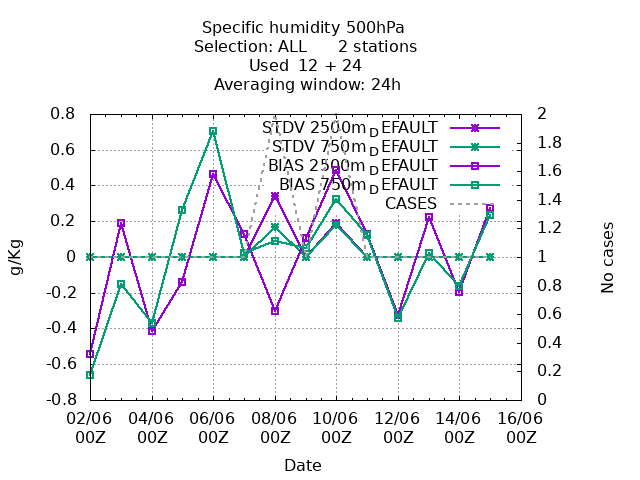 Specific humidity 500hPa
Selection: ALL 2 stations
Used 12 + 24
Averaging window: 24h
STDV 2500m_DEFAULT
STDV 750m_DEFAULT
BIAS 2500m_DEFAULT
BIAS 750m_DEFAULT
CASES
g/Kg
0.8
0.6
0.4
0.2
0
-0.2
-0.4
-0.6
-0.8
2
1.8
1.6
1.4
1.2
1
0.8
0.6
0.4
0.2
0
No cases
02/06 04/06 06/06 08/06 10/06 12/06 14/06 16/06
00Z 00Z 00Z 00Z 00Z 00Z 00Z 00Z
Date